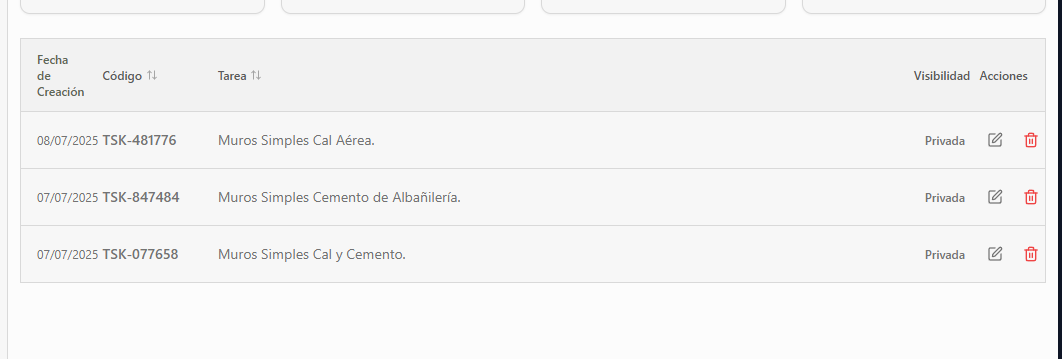 Fecha
de
Creación
Código
Tarea
Visibilidad
Acciones
08/07/2025 TSK-481776 Muros Simples Cal Aérea. Privada
07/07/2025 TSK-847484 Muros Simples Cemento de Albañilería. Privada
07/07/2025 TSK-077658 Muros Simples Cal y Cemento. Privada